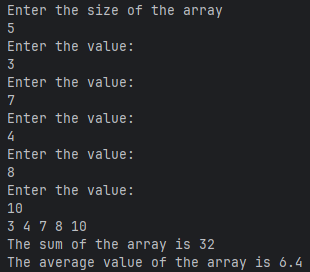 Enter the size of the array
5
Enter the value:
3
Enter the value:
7
Enter the value:
4
Enter the value:
8
Enter the value:
10
3 4 7 8 10
The sum of the array is 32
The average value of the array is 6.4